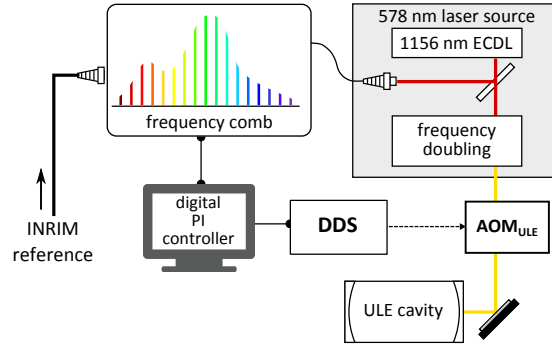 578 nm laser source
1156 nm ECDL
frequency comb
frequency
doubling
INRIM
reference
digital
PI
controller
DDS
AOMULE
ULE cavity